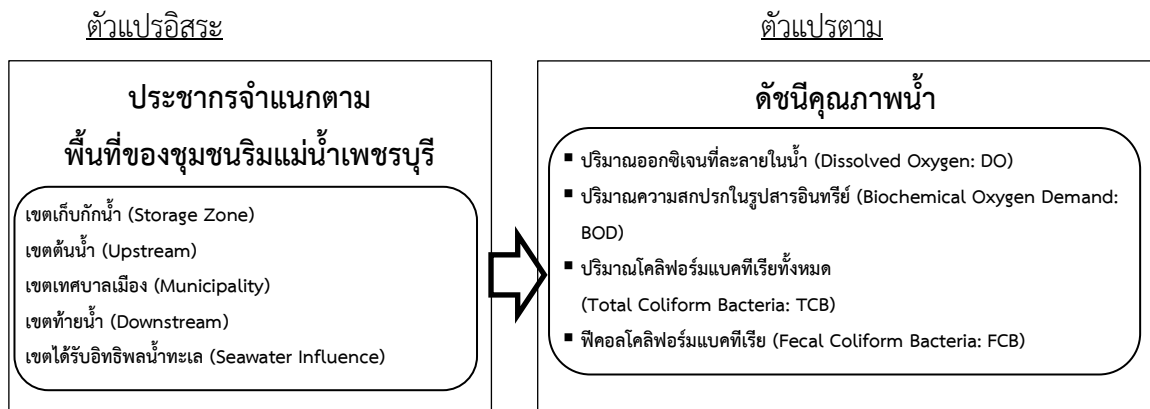 ตัวแปรอิสระ
ตัวแปรตาม
ประชากรจำแนกตาม
พื้นที่ของชุมชนริมแม่น้ำเพชรบุรี
เขตเก็บกักน้ำ (Storage Zone)
เขตต้นน้ำ (Upstream)
เขตเทศบาลเมือง (Municipality)
เขตท้ายน้ำ (Downstream)
เขตได้รับอิทธิพลน้ำทะเล (Seawater Influence)
ดัชนีคุณภาพน้ำ
▪ ปริมาณออกซิเจนที่ละลายในน้ำ (Dissolved Oxygen: DO)
▪ ปริมาณความสกปรกในรูปสารอินทรีย์ (Biochemical Oxygen Demand:
BOD)
▪ ปริมาณโคลิฟอร์มแบคทีเรียทั้งหมด
(Total Coliform Bacteria: TCB)
▪ ฟีคอลโคลิฟอร์มแบคทีเรีย (Fecal Coliform Bacteria: FCB)